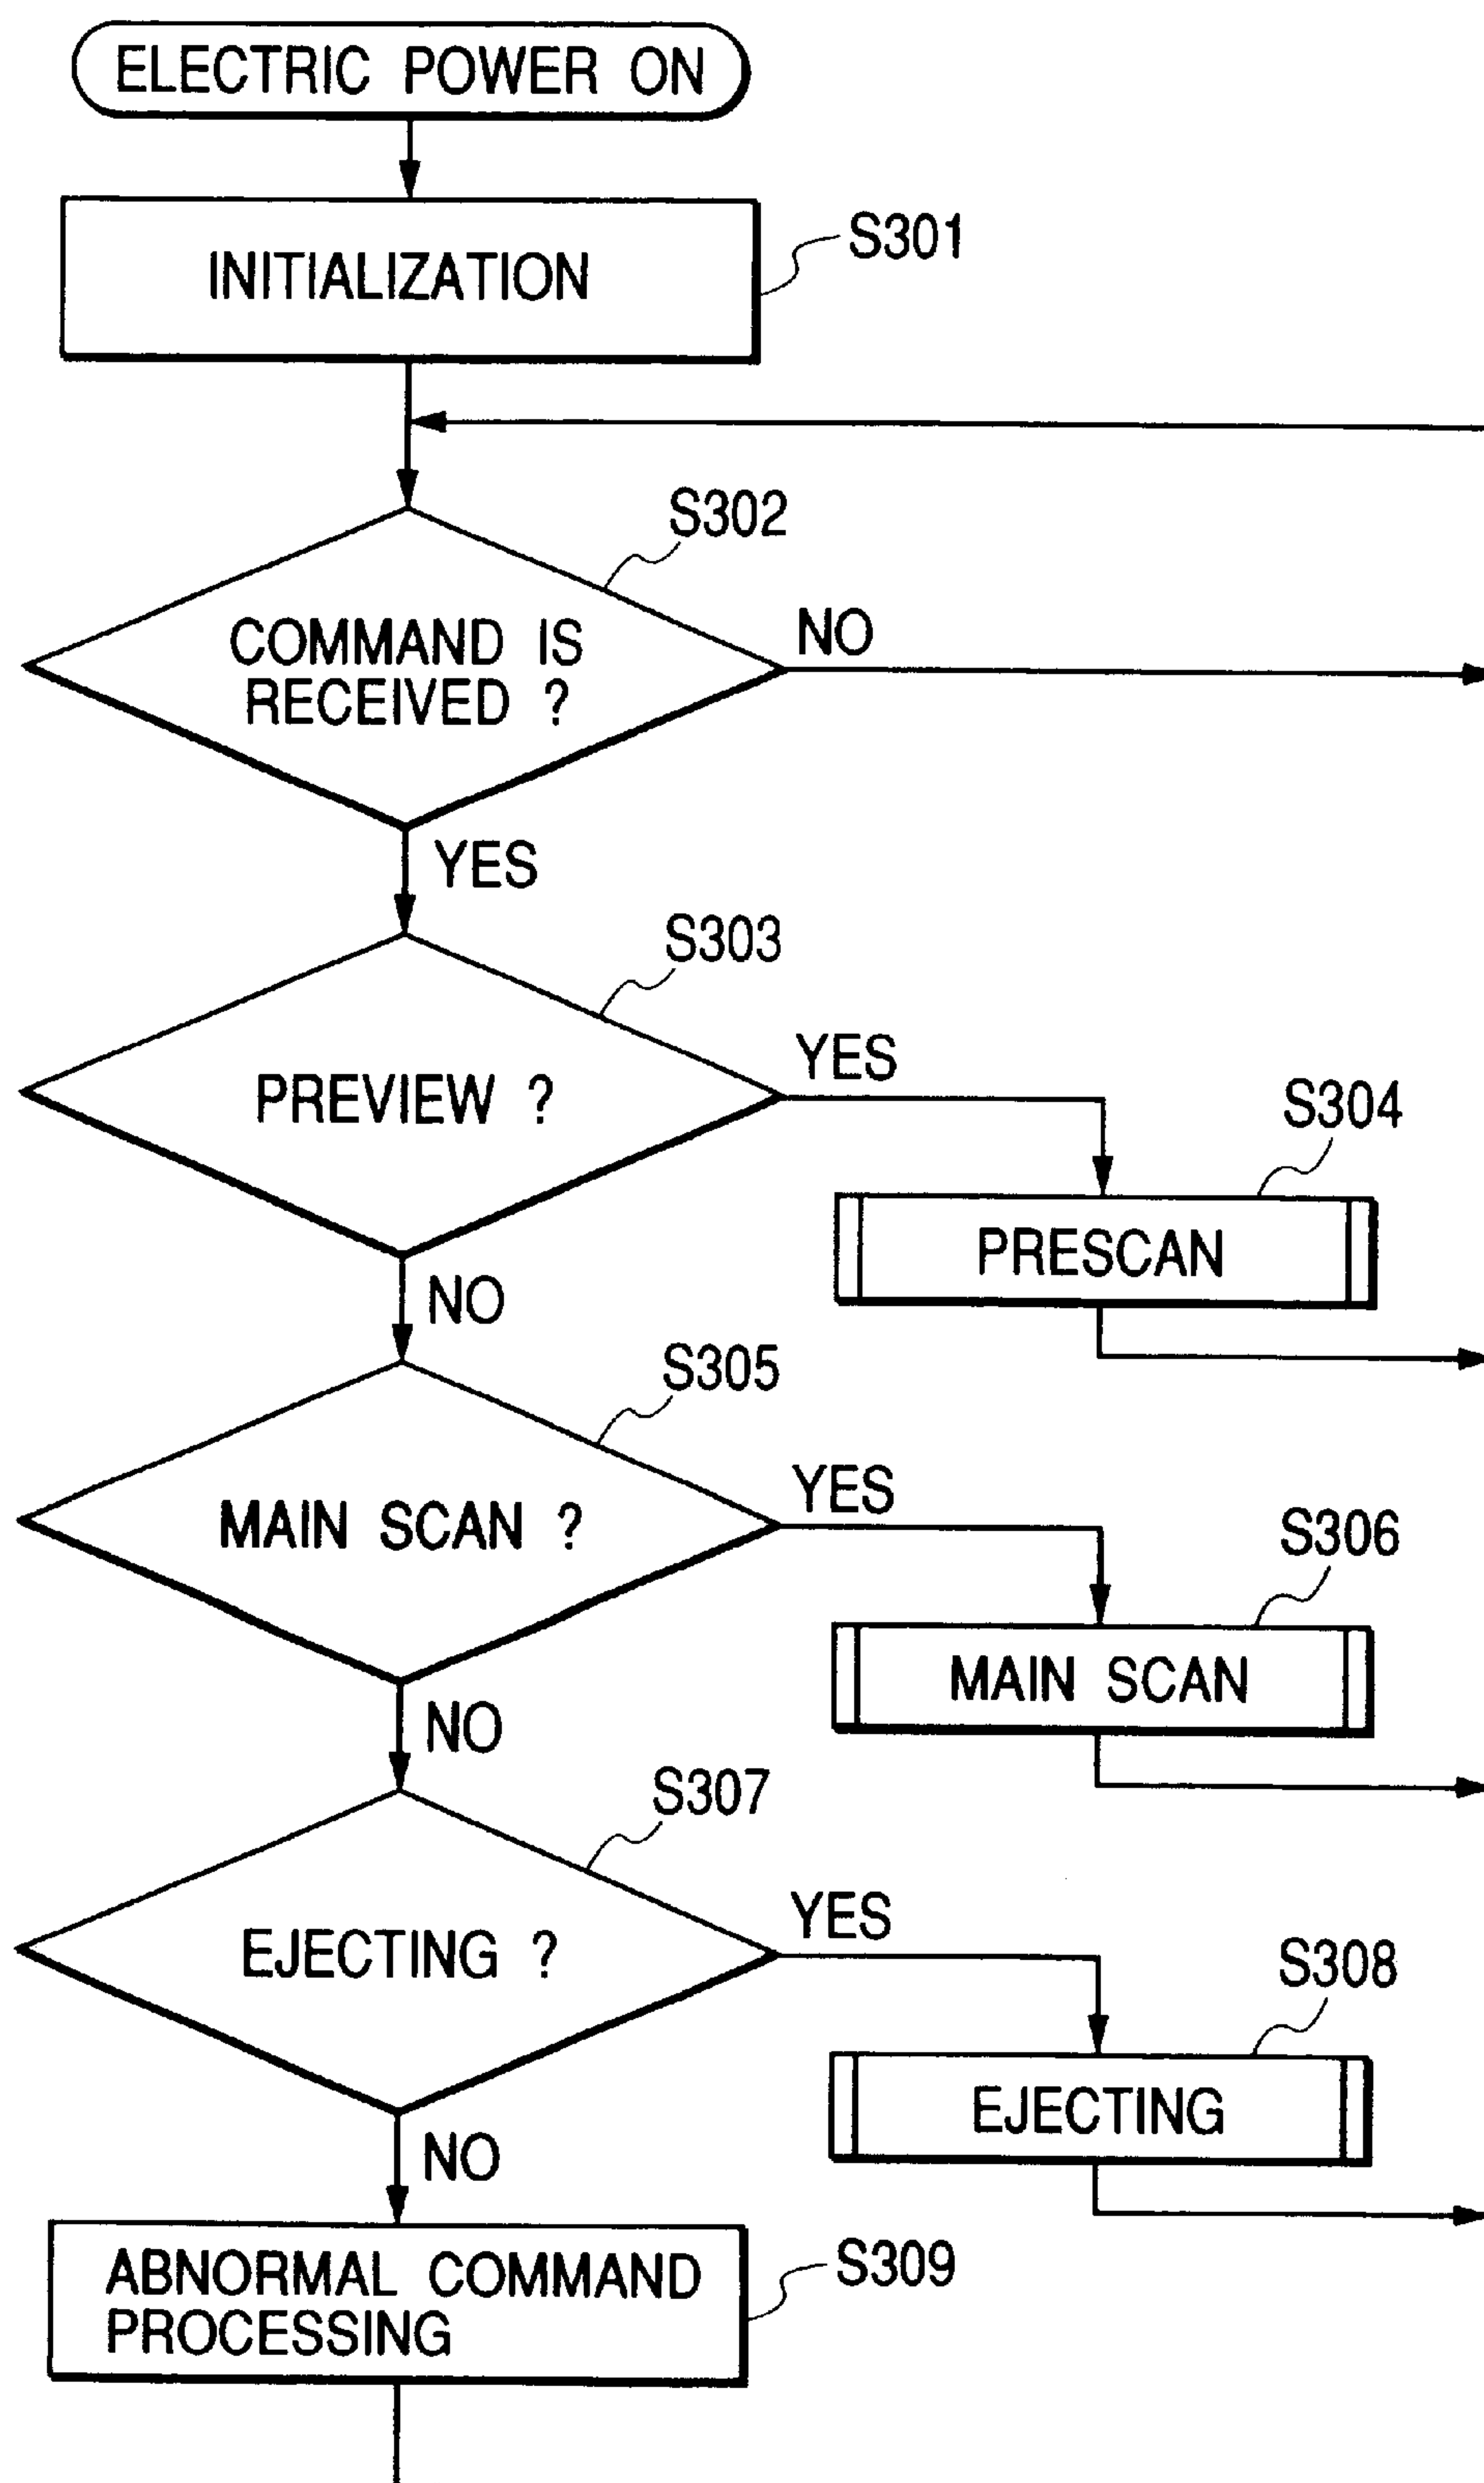 ELECTRIC POWER ON
INITIALIZATION
S301
S302
COMMAND IS
RECEIVED ?
NO
YES
S303
PREVIEW ?
YES
S304
PRESCAN
NO
S305
MAIN SCAN ?
YES
S306
MAIN SCAN
NO
S307
EJECTING ?
YES
S308
EJECTING
NO
ABNORMAL COMMAND
PROCESSING
S309